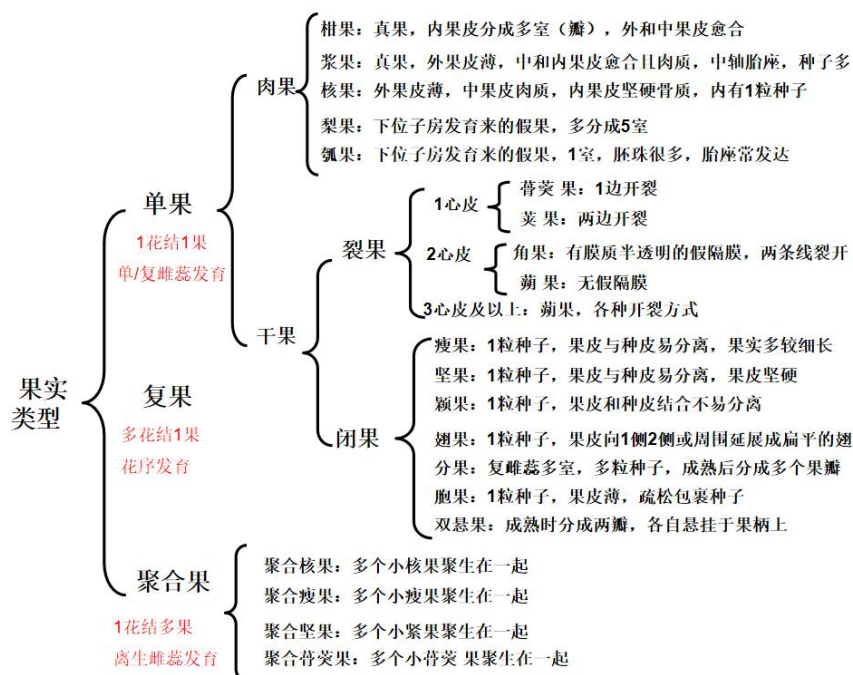 柑果：真果，内果皮分成多室（瓣），外和中果皮愈合
浆果：真果，外果皮薄，中和内果皮愈合且肉质，中轴胎座，种子多
肉果
核果：外果皮薄，中果皮肉质，内果皮坚硬骨质，内有1粒种子
梨果：下位子房发育来的假果，多分成5室
瓠果：下位子房发育来的假果，1室，胚珠很多，胎座常发达
单果
1花结1果
单/复雌蕊发育
1心皮
蓇葖 果：1边开裂
荚 果：两边开裂
裂果
2心皮
角果：有膜质半透明的假隔膜，两条线裂开
蒴 果：无假隔膜
3心皮及以上：蒴果，各种开裂方式
干果
瘦果：1粒种子，果皮与种皮易分离，果实多较细长
坚果：1粒种子，果皮与种皮易分离，果皮坚硬
颖果：1粒种子，果皮和种皮结合不易分离
闭果
翅果：1粒种子，果皮向1侧2侧或周围延展成扁平的翅
分果：复雌蕊多室，多粒种子，成熟后分成多个果瓣
胞果：1粒种子，果皮薄，疏松包裹种子
双悬果：成熟时分成两瓣，各自悬挂于果柄上
果实
类型
复果
多花结1果
花序发育
聚合果
1花结多果
离生雌蕊发育
聚合核果：多个小核果聚生在一起
聚合瘦果：多个小瘦果聚生在一起
聚合坚果：多个小紧果聚生在一起
聚合蓇葖果：多个小蓇葖 果聚生在一起